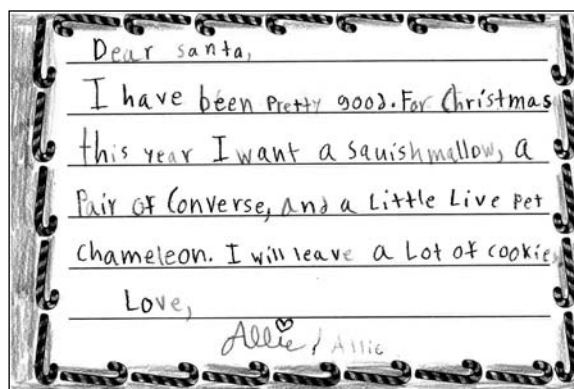 Dear santa,
I have been Pretty good. For Christmas
this year I want a Squishmallow, a
Pair of Converse, and a Little Live Pet
Chameleon. I will leave a Lot of cookies
Love,
Allie / Allie